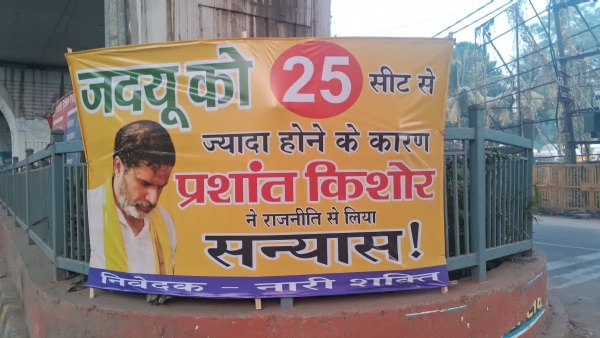 जदयू को 25 सीट से
ज्यादा होने के कारण
प्रशांत किशोर
ने राजनीति से लिया
सन्यास!
निवेदक - नारी शक्ति